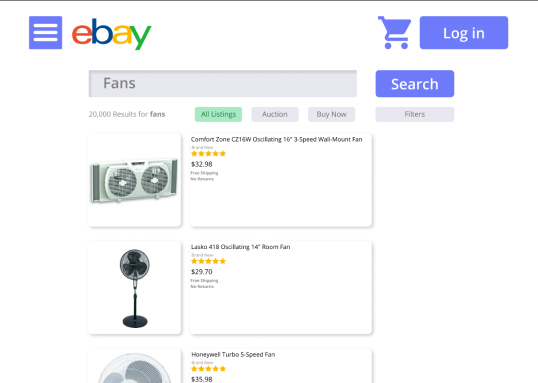 ebay
Log in
Fans
Search
20,000 Results for fans
All Listings
Auction
Buy Now
Filters
Comfort Zone CZ16W Oscillating 16" 3-Speed Wall-Mount Fan
Brand New
$32.98
Free Shipping
No Returns
Lasko 418 Oscillating 14" Room Fan
Brand New
$29.70
Free Shipping
No Returns
Honeywell Turbo 5-Speed Fan
Brand New
$35.98